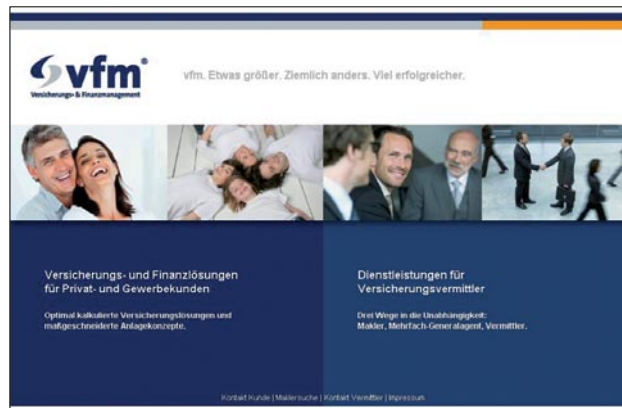 vfm®
Versicherungs- & Finanzmanagement
vfm. Etwas größer. Ziemlich anders. Viel erfolgreicher.
Versicherungs- und Finanzlösungen
für Privat- und Gewerbekunden
Optimal kalkulierte Versicherungslösungen und
maßgeschneiderte Anlagekonzepte.
Dienstleistungen für
Versicherungsvermittler
Drei Wege in die Unabhängigkeit:
Makler, Mehrfach-Generalagent, Vermittler.
Kontakt Kunde | Maklersuche | Kontakt Vermittler | Impressum